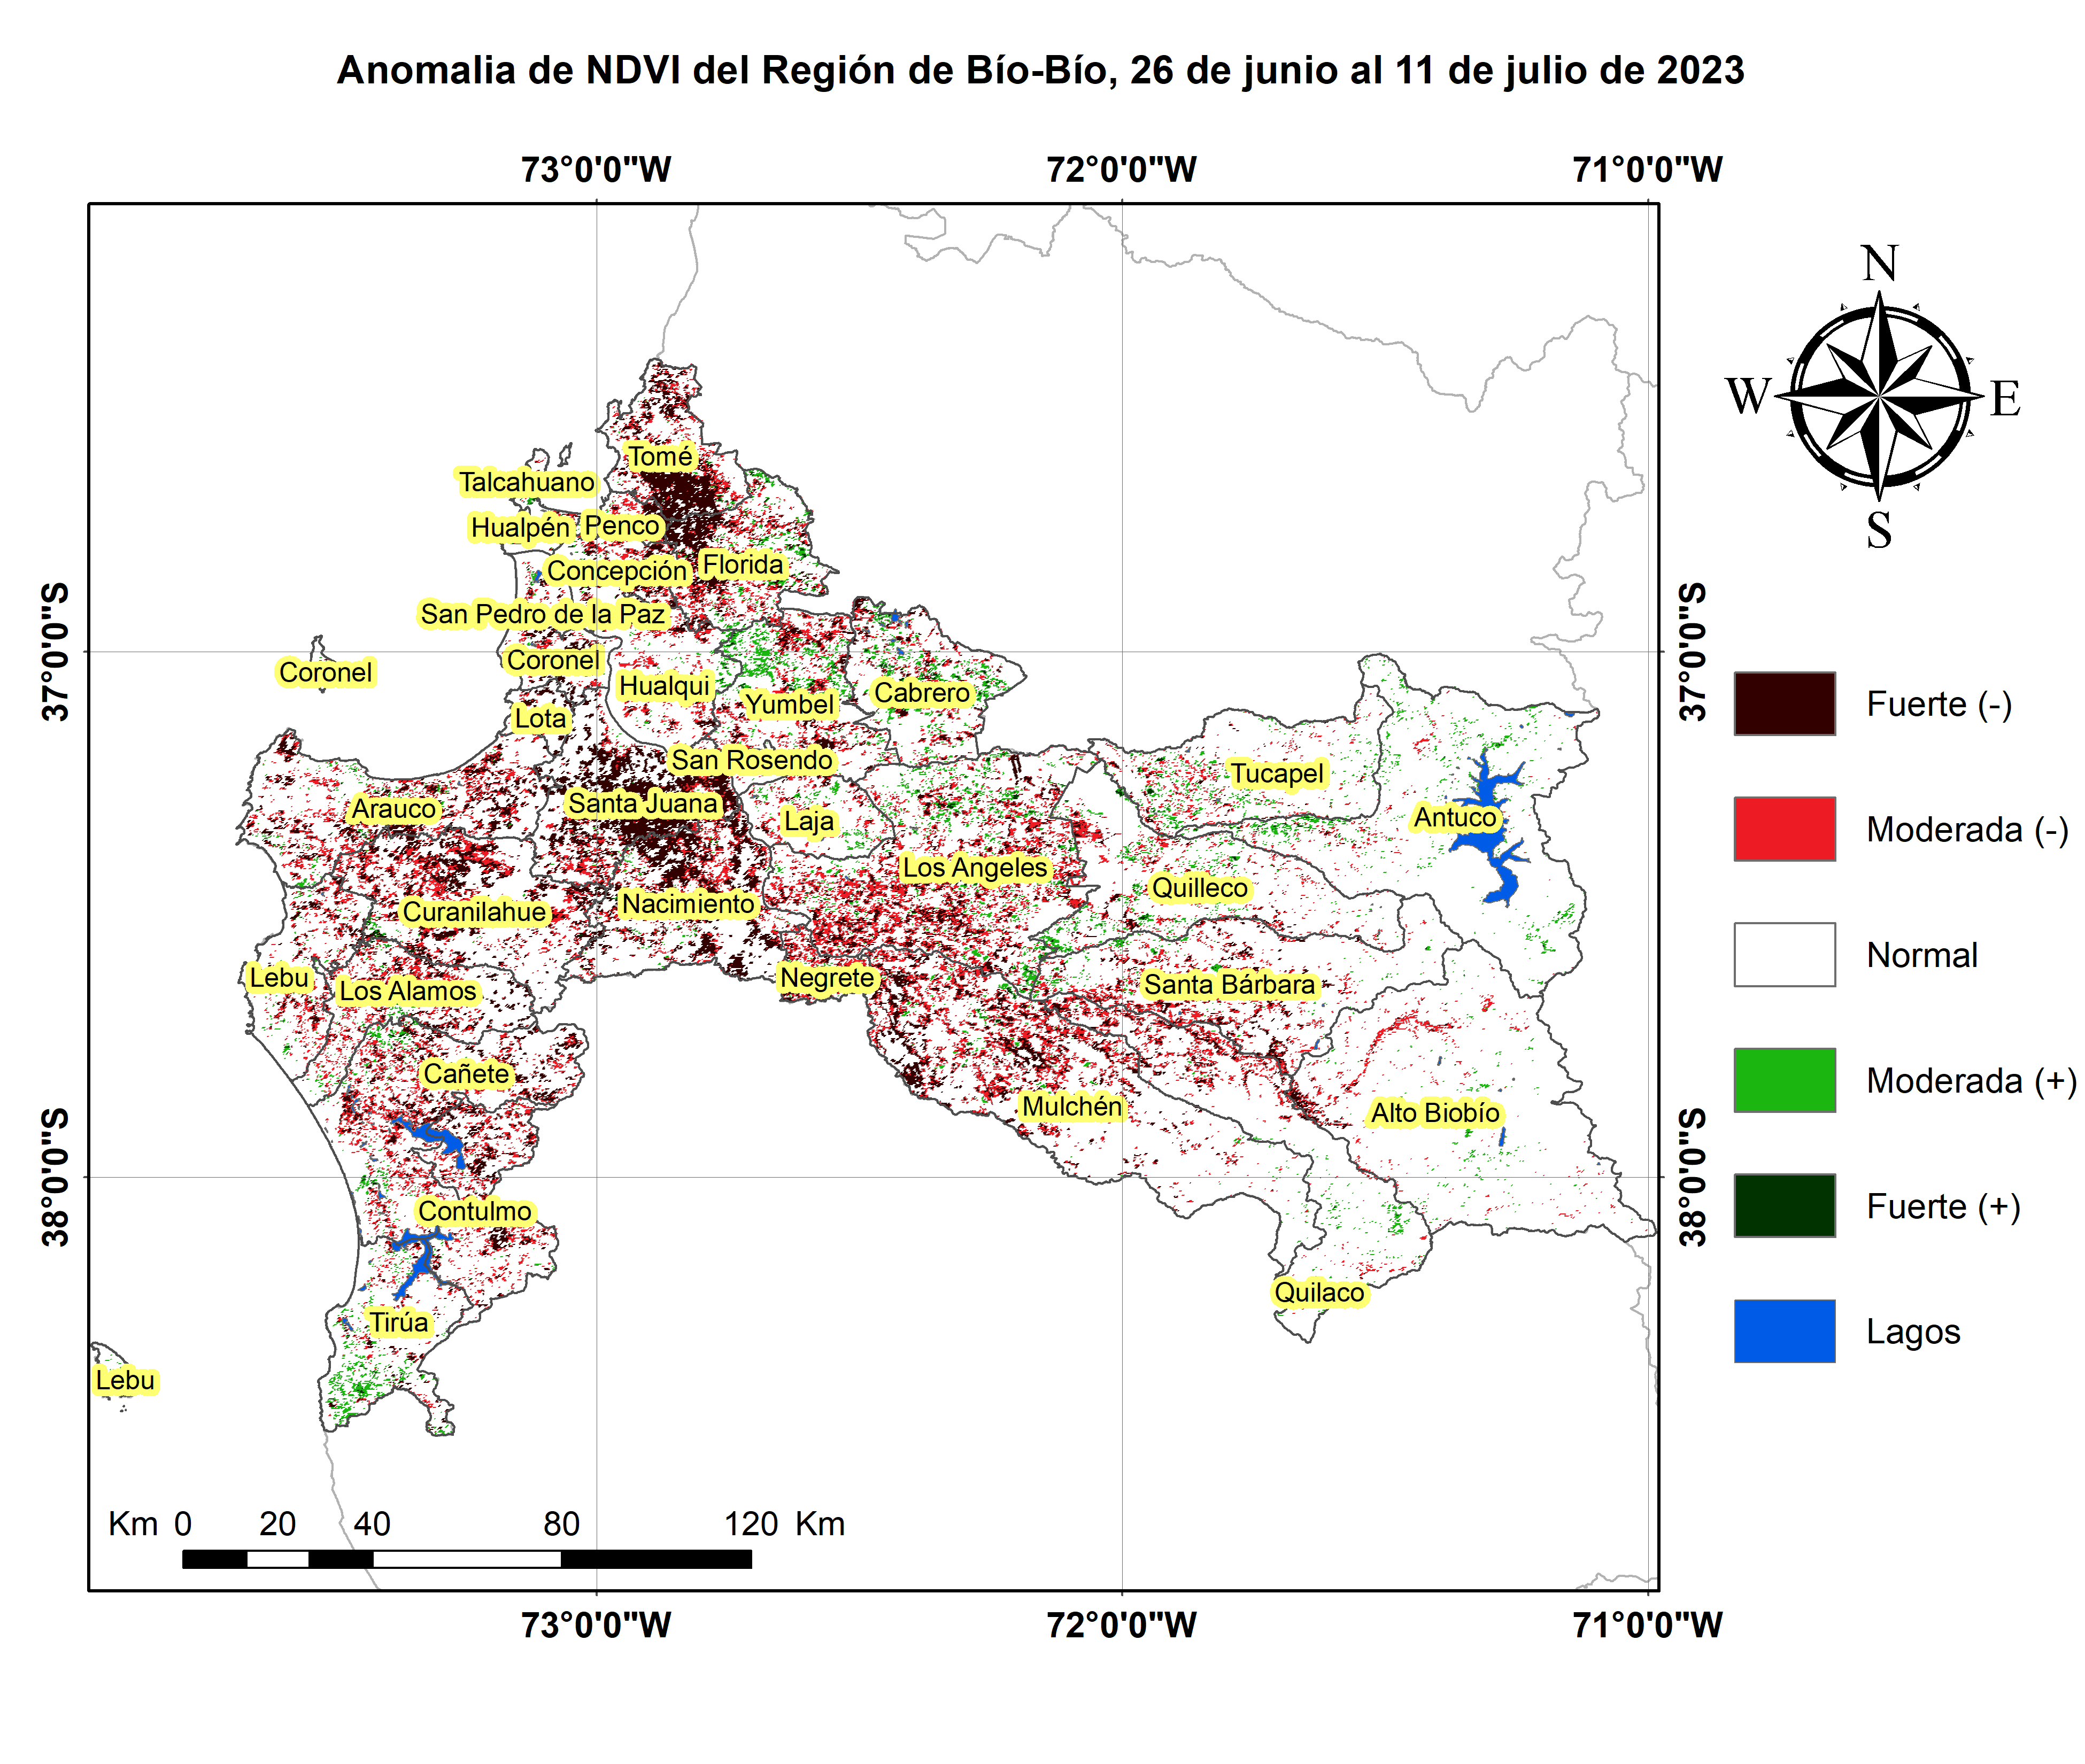 Anomalia de NDVI del Región de Bío-Bío, 26 de junio al 11 de julio de 2023
73°0'0"W 72°0'0"W 71°0'0"W
N
W E
S
37°0'0"S 37°0'0"S
38°0'0"S 38°0'0"S
Tomé
Talcahuano
Hualpén Penco
Concepción Florida
San Pedro de la Paz
Coronel Coronel
Hualqui Cabrero
Yumbel
Lota
San Rosendo Tucapel
Arauco Santa Juana
Laja Antuco
Los Angeles
Quilleco
Curanilahue Nacimiento
Lebu Los Alamos Negrete Santa Bárbara
Cañete
Mulchén Alto Biobío
Contulmo
Quilaco
Tirúa
Lebu
Fuerte (-)
Moderada (-)
Normal
Moderada (+)
Fuerte (+)
Lagos
Km 0 20 40 80 120 Km
73°0'0"W 72°0'0"W 71°0'0"W